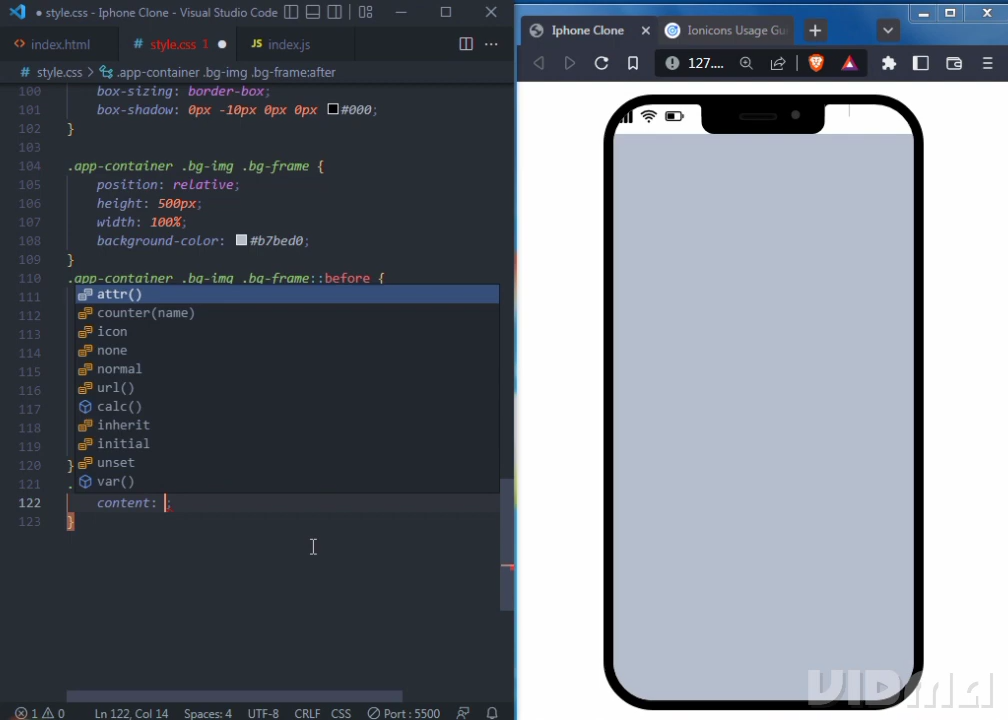 style.css - Iphone Clone - Visual Studio Code
index.html
# style.css 1
JS index.js
# style.css > .app-container .bg-img .bg-frame:after
100 box-sizing: border-box;
101 box-shadow: 0px -10px 0px 0px #000;
102 }
103
104 .app-container .bg-img .bg-frame {
105 position: relative;
106 height: 500px;
107 width: 100%;
108 background-color: #b7bed0;
109 }
110 .app-container .bg-img .bg-frame::before {
111 attr()
112 counter(name)
113 icon
114 none
115 normal
116 url()
117 calc()
118 inherit
119 initial
120 } unset
121 . var()
122 content: ;
123 }
1 0 Ln 122, Col 14 Spaces: 4 UTF-8 CRLF CSS Port : 5500
Iphone Clone
Ionicons Usage Gu
127....
VIDMA